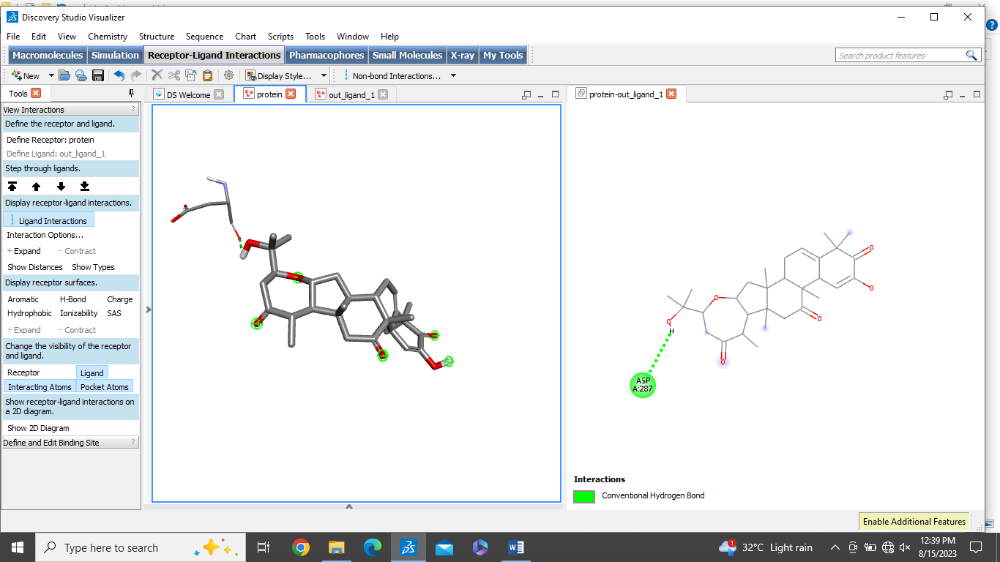 Discovery Studio Visualizer
File Edit View Chemistry Structure Sequence Chart Scripts Tools Window Help
Macromolecules Simulation Receptor-Ligand Interactions Pharmacophores Small Molecules X-ray My Tools
Search product features
New Display Style... Non-bond Interactions...
Tools
DS Welcome protein out_ligand_1
protein-out_ligand_1
View Interactions ?
Define the receptor and ligand.
Define Receptor: protein
Define Ligand: out_ligand_1
Step through ligands.
Display receptor-ligand interactions.
Ligand Interactions
Interaction Options...
+ Expand − Contract
Show Distances Show Types
Display receptor surfaces.
Aromatic H-Bond Charge
Hydrophobic Ionizability SAS
+ Expand − Contract
Change the visibility of the receptor
and ligand.
Receptor Ligand
Interacting Atoms Pocket Atoms
Show receptor-ligand interactions on
a 2D diagram.
Show 2D Diagram
Define and Edit Binding Site ?
O
O
O
O
O
H
O
ASP
A:287
Interactions
Conventional Hydrogen Bond
Enable Additional Features
Type here to search
1
32°C Light rain
12:39 PM
8/15/2023